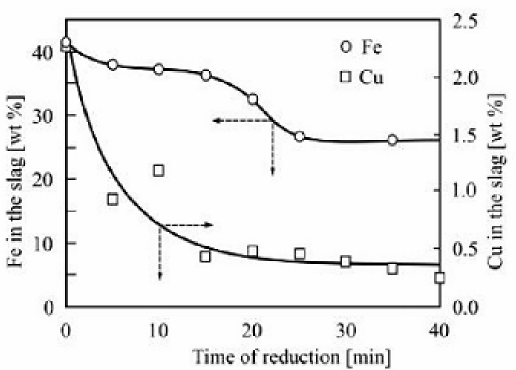 Fe in the slag [wt %]
40
30
20
10
0
Fe
Cu
2.5
2.0
1.5
1.0
0.5
0.0
Cu in the slag [wt %]
0 10 20 30 40
Time of reduction [min]